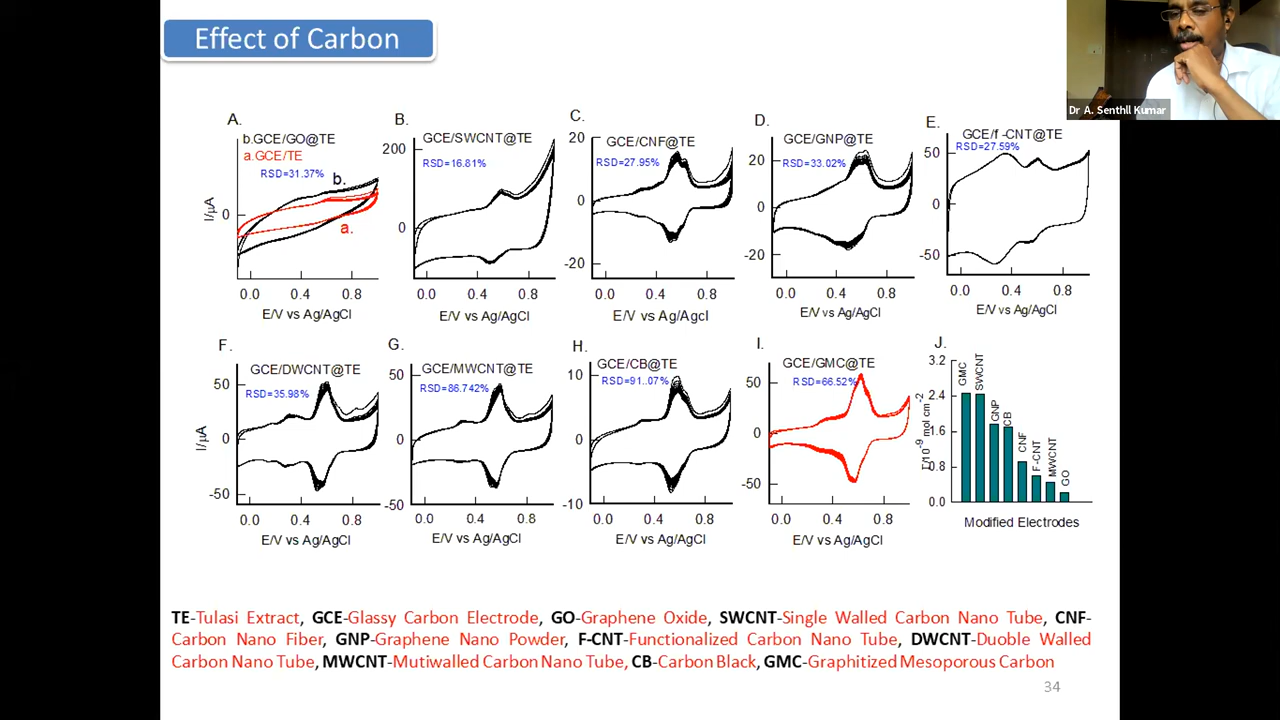 Effect of Carbon
Dr A. Senthil Kumar
A.
b.GCE/GO@TE
a.GCE/TE
RSD=31.37%
b.
a.
I/µA
0
0.0 0.4 0.8
E/V vs Ag/AgCl
B.
GCE/SWCNT@TE
RSD=16.81%
200
0
0.0 0.4 0.8
E/V vs Ag/AgCl
C.
GCE/CNF@TE
RSD=27.95%
20
0
-20
0.0 0.4 0.8
E/V vs Ag/Agcl
D.
GCE/GNP@TE
RSD=33.02%
20
0
-20
0.0 0.4 0.8
E/V vs Ag/AgCl
E.
GCE/f-CNT@TE
RSD=27.59%
50
0
-50
0.0 0.4 0.8
E/V vs Ag/AgCl
F.
GCE/DWCNT@TE
RSD=35.98%
I/µA
50
0
-50
0.0 0.4 0.8
E/V vs Ag/AgCl
G.
GCE/MWCNT@TE
RSD=86.742%
50
0
-50
0.0 0.4 0.8
E/V vs Ag/AgCl
H.
GCE/CB@TE
RSD=91..07%
10
0
-10
0.0 0.4 0.8
E/V vs Ag/AgCl
I.
GCE/GMC@TE
RSD=66.52%
50
0
-50
0.0 0.4 0.8
E/V vs Ag/AgCl
J.
3.2
2.4
1.6
0.8
0.0
Γ/10-9 mol cm-2
GMC
SWCNT
GNP
CB
CNF
F-CNT
MWCNT
GO
Modified Electrodes
TE-Tulasi Extract, GCE-Glassy Carbon Electrode, GO-Graphene Oxide, SWCNT-Single Walled Carbon Nano Tube, CNF-
Carbon Nano Fiber, GNP-Graphene Nano Powder, F-CNT-Functionalized Carbon Nano Tube, DWCNT-Duoble Walled
Carbon Nano Tube, MWCNT-Mutiwalled Carbon Nano Tube, CB-Carbon Black, GMC-Graphitized Mesoporous Carbon
34